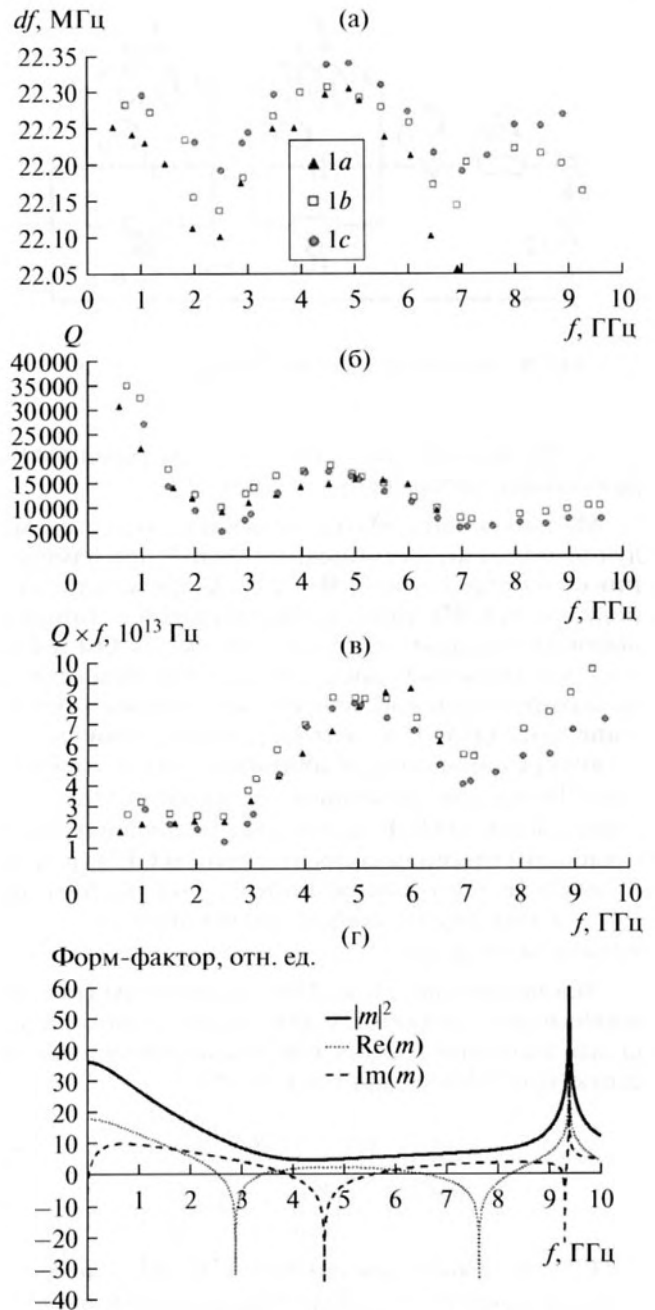 (а)
df, МГц
22.35
22.30
22.25
22.20
22.15
22.10
22.05
1a
1b
1c
0 1 2 3 4 5 6 7 8 9 10
f, ГГц
(б)
Q
40000
35000
30000
25000
20000
15000
10000
5000
0 1 2 3 4 5 6 7 8 9 10
f, ГГц
(в)
Q × f, 10^13 Гц
10
9
8
7
6
5
4
3
2
1
0 1 2 3 4 5 6 7 8 9 10
f, ГГц
(г)
Форм-фактор, отн. ед.
60
50
40
30
20
10
0
−10
−20
−30
−40
|m|^2
Re(m)
Im(m)
1 2 3 4 5 6 7 8 9 10
f, ГГц